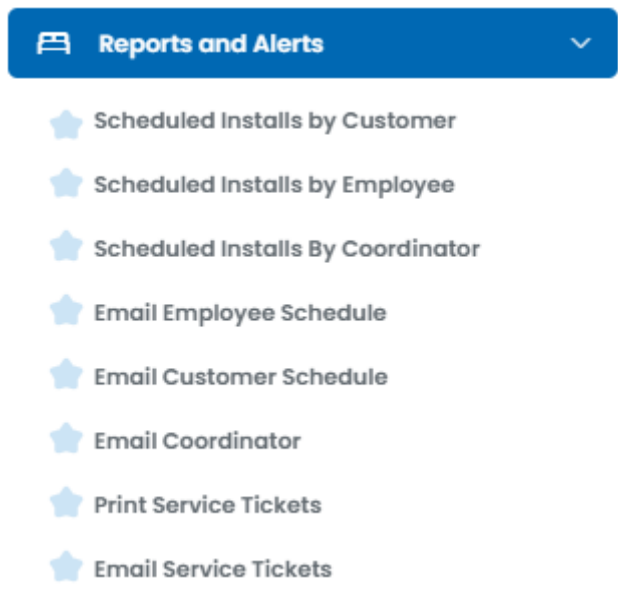 Reports and Alerts
Scheduled Installs by Customer
Scheduled Installs by Employee
Scheduled Installs By Coordinator
Email Employee Schedule
Email Customer Schedule
Email Coordinator
Print Service Tickets
Email Service Tickets